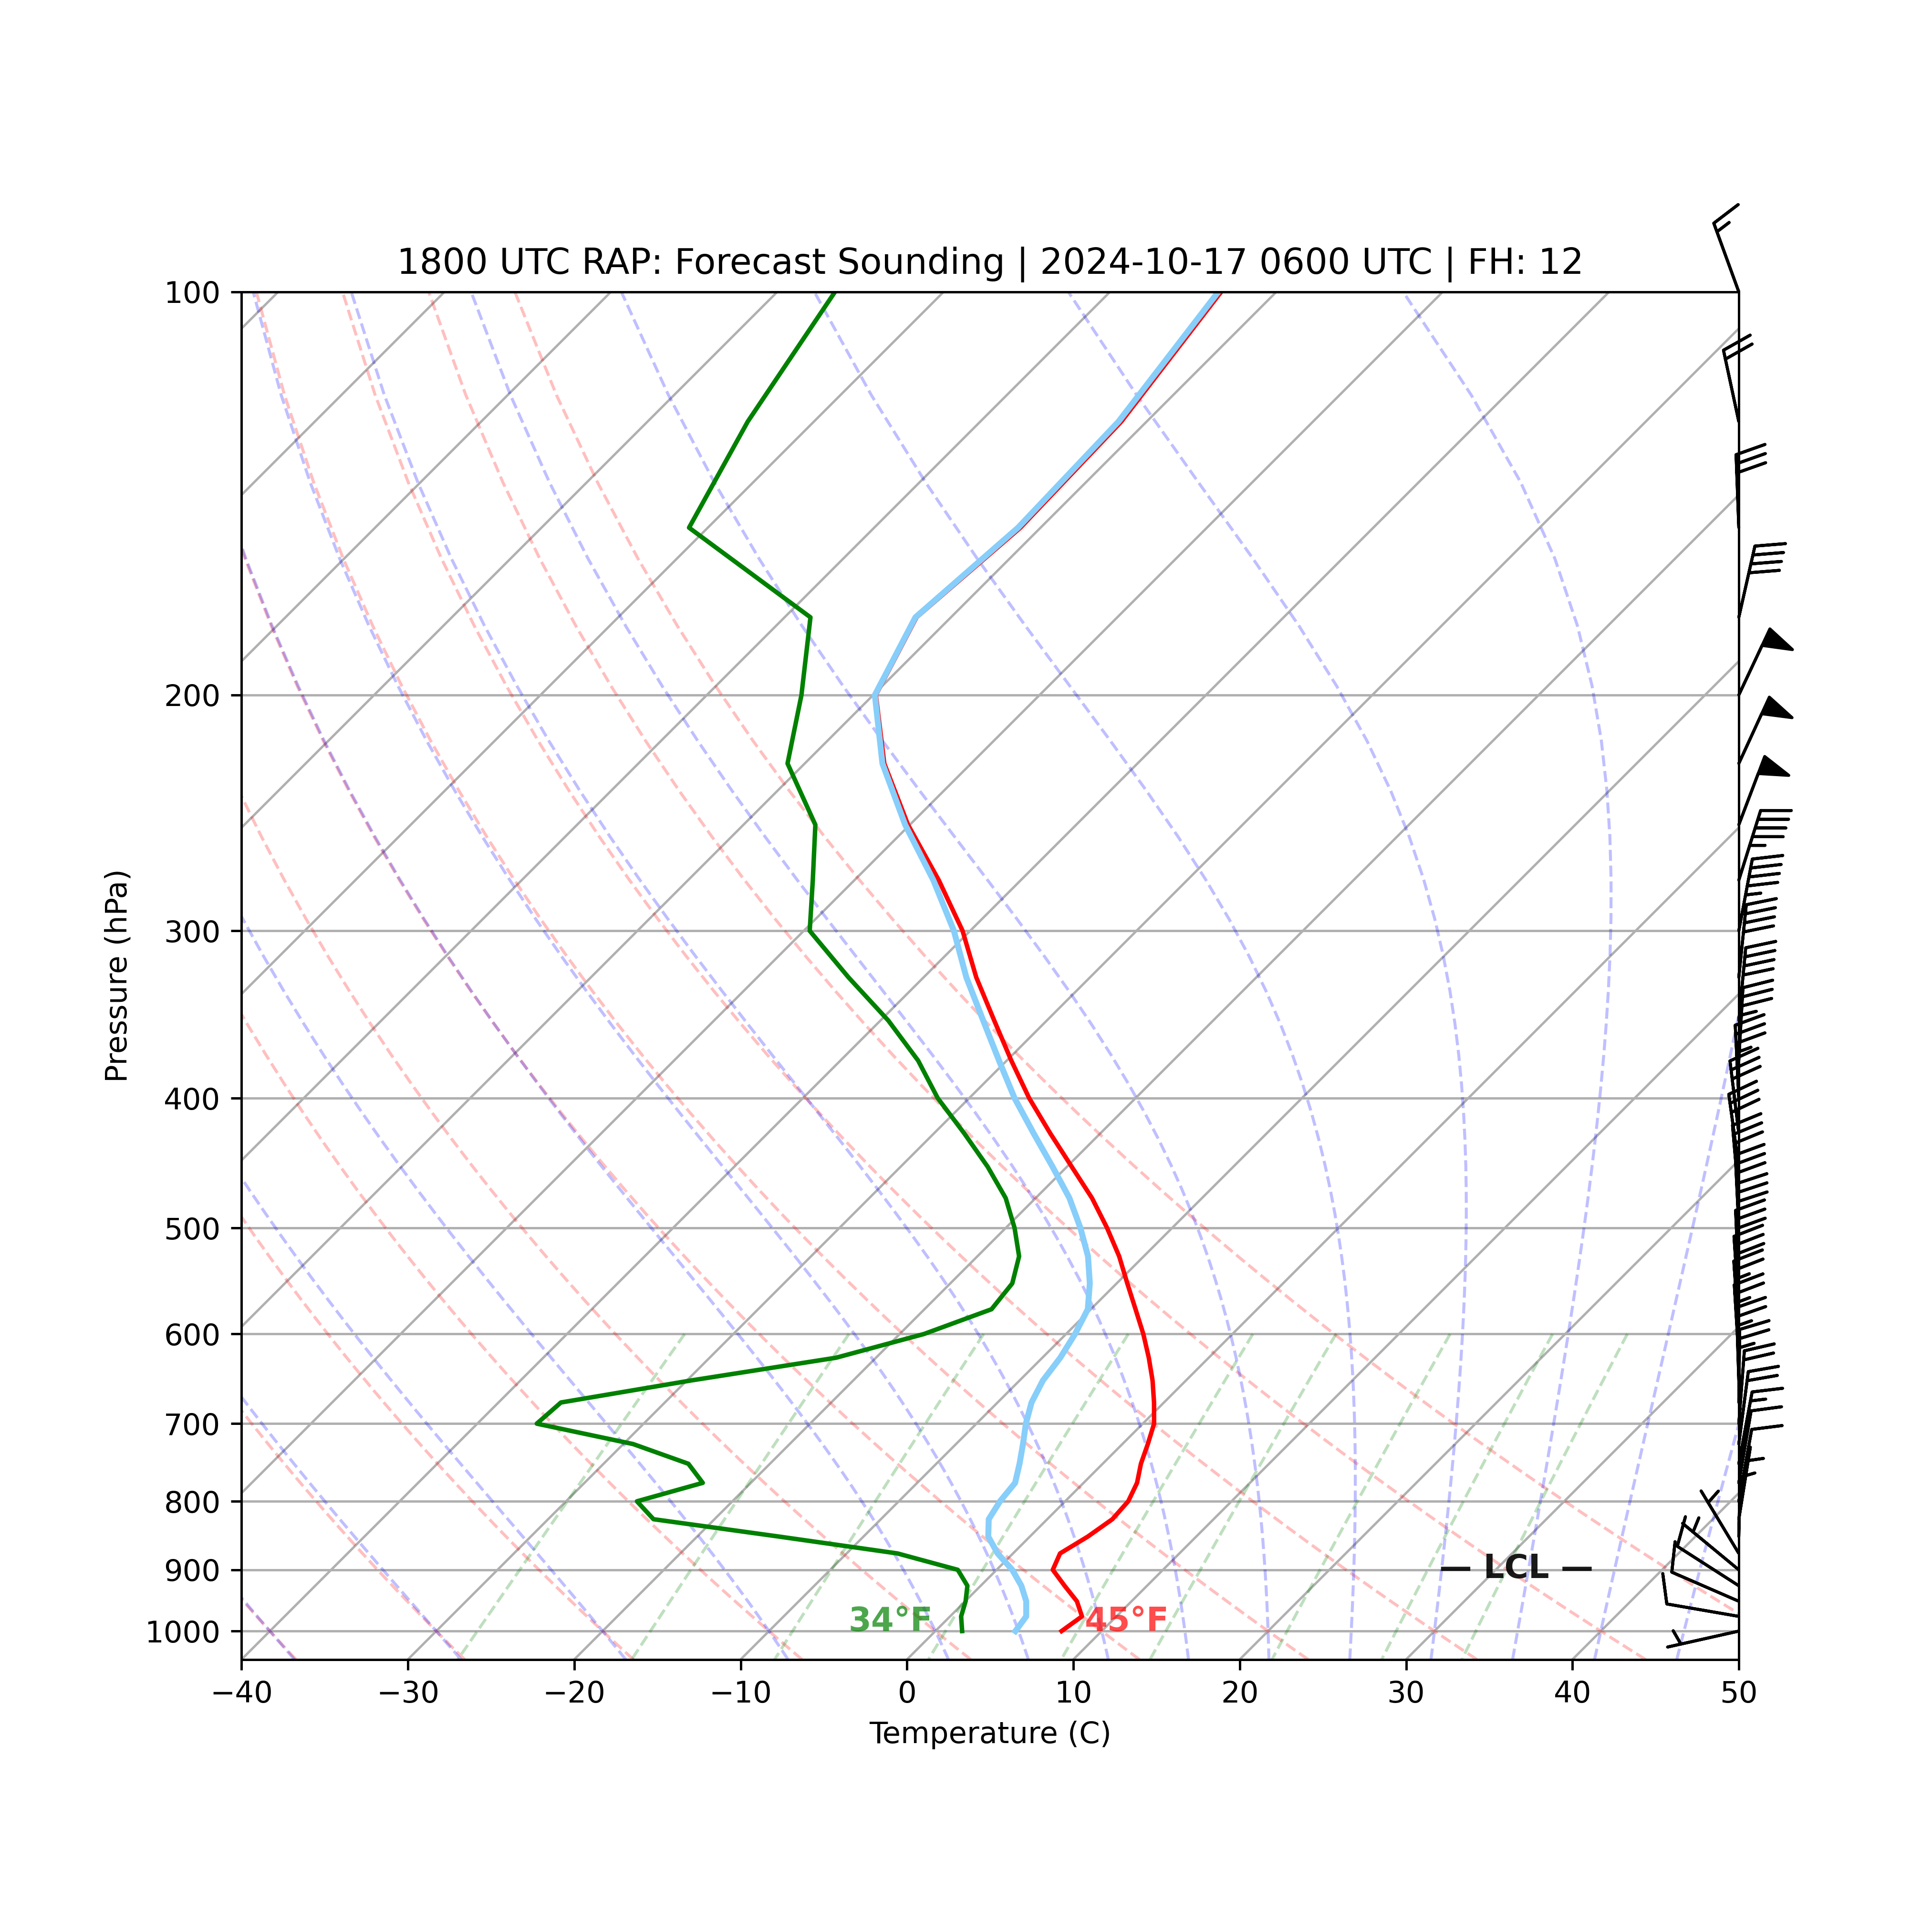 1800 UTC RAP: Forecast Sounding | 2024-10-17 0600 UTC | FH: 12
100
200
300
400
500
600
700
800
900
1000
Pressure (hPa)
— LCL —
34°F
45°F
−40 −30 −20 −10 0 10 20 30 40 50
Temperature (C)